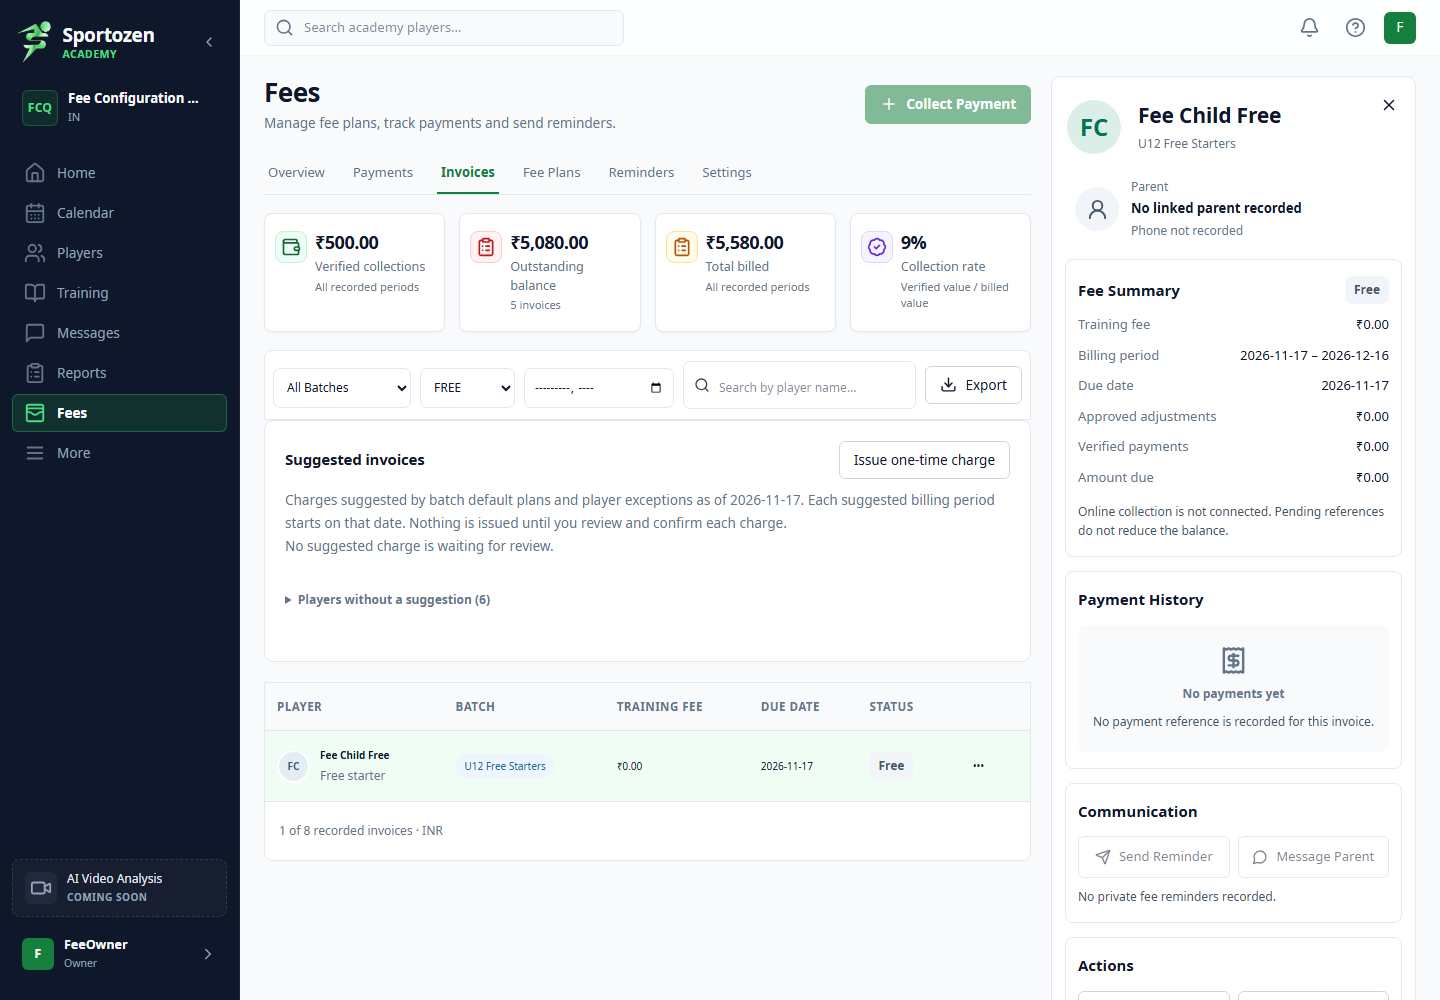 Sportozen
ACADEMY
FCQ
Fee Configuration ...
IN
Home
Calendar
Players
Training
Messages
Reports
Fees
More
AI Video Analysis
COMING SOON
F
FeeOwner
Owner
Search academy players...
F
Fees
Manage fee plans, track payments and send reminders.
Collect Payment
Overview
Payments
Invoices
Fee Plans
Reminders
Settings
₹500.00
Verified collections
All recorded periods
₹5,080.00
Outstanding
balance
5 invoices
₹5,580.00
Total billed
All recorded periods
9%
Collection rate
Verified value / billed
value
All Batches
FREE
---------, ----
Search by player name...
Export
Suggested invoices
Issue one-time charge
Charges suggested by batch default plans and player exceptions as of 2026-11-17. Each suggested billing period
starts on that date. Nothing is issued until you review and confirm each charge.
No suggested charge is waiting for review.
Players without a suggestion (6)
PLAYER
BATCH
TRAINING FEE
DUE DATE
STATUS
FC
Fee Child Free
Free starter
U12 Free Starters
₹0.00
2026-11-17
Free
···
1 of 8 recorded invoices · INR
FC
Fee Child Free
U12 Free Starters
Parent
No linked parent recorded
Phone not recorded
Fee Summary
Free
Training fee ₹0.00
Billing period 2026-11-17 – 2026-12-16
Due date 2026-11-17
Approved adjustments ₹0.00
Verified payments ₹0.00
Amount due ₹0.00
Online collection is not connected. Pending references
do not reduce the balance.
Payment History
No payments yet
No payment reference is recorded for this invoice.
Communication
Send Reminder
Message Parent
No private fee reminders recorded.
Actions